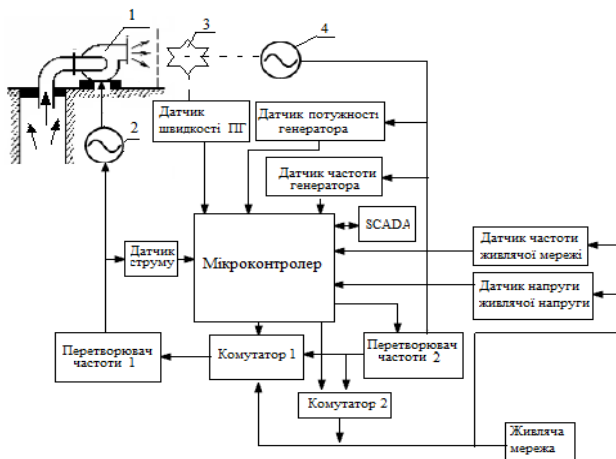 1
3
4
2
Датчик
швидкості ПГ
Датчик потужності
генератора
Датчик частоти
генератора
SCADA
Датчик
струму
Мікроконтролер
Датчик частоти
живлячої мережі
Датчик напруги
живлячої напруги
Перетворювач
частоти 1
Комутатор 1
Перетворювач
частоти 2
Комутатор 2
Живляча
мережа